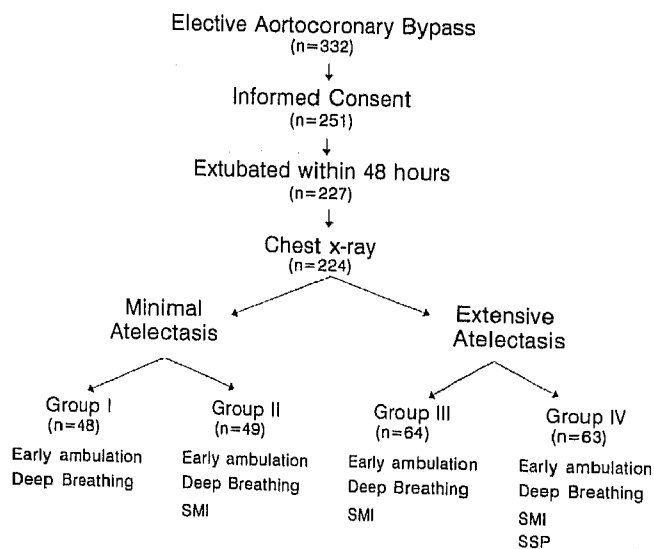 Elective Aortocoronary Bypass
(n=332)
Informed Consent
(n=251)
Extubated within 48 hours
(n=227)
Chest x-ray
(n=224)
Minimal
Atelectasis
Extensive
Atelectasis
Group I
(n=48)
Early ambulation
Deep Breathing
Group II
(n=49)
Early ambulation
Deep Breathing
SMI
Group III
(n=64)
Early ambulation
Deep Breathing
SMI
Group IV
(n=63)
Early ambulation
Deep Breathing
SMI
SSP